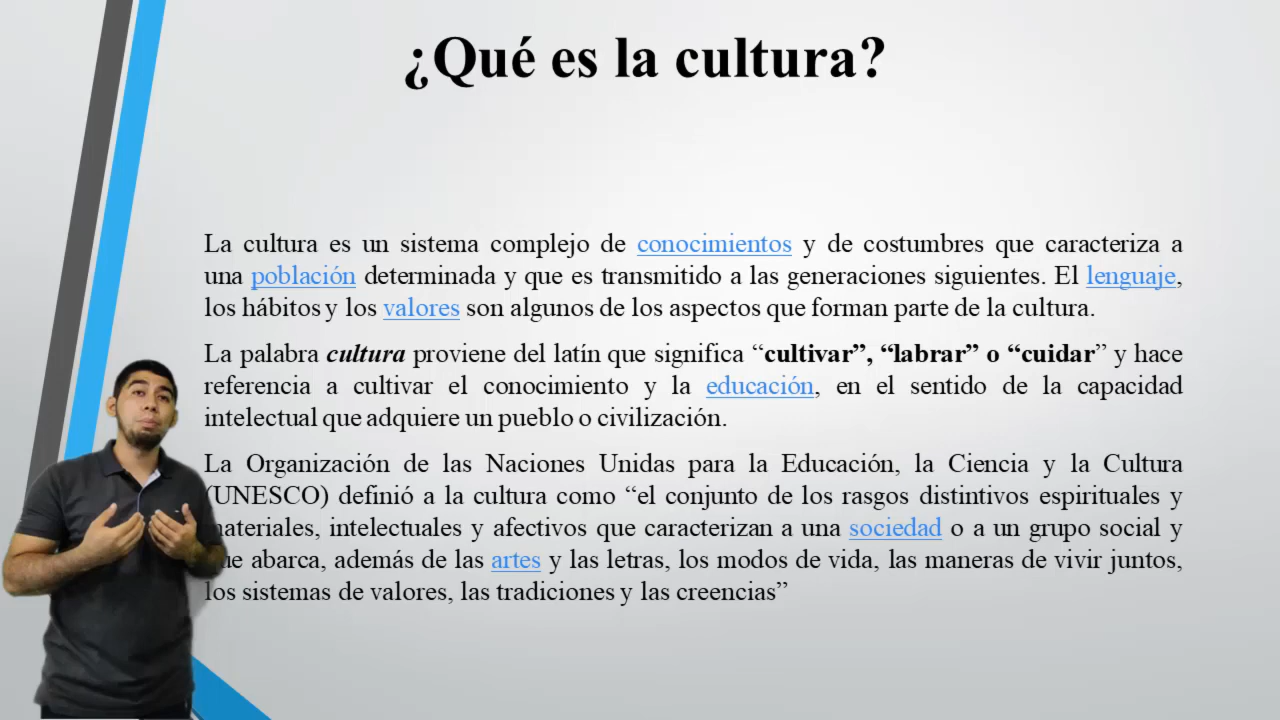 ¿Qué es la cultura?
La cultura es un sistema complejo de conocimientos y de costumbres que caracteriza a
una población determinada y que es transmitido a las generaciones siguientes. El lenguaje,
los hábitos y los valores son algunos de los aspectos que forman parte de la cultura.
La palabra cultura proviene del latín que significa “cultivar”, “labrar” o “cuidar” y hace
referencia a cultivar el conocimiento y la educación, en el sentido de la capacidad
intelectual que adquiere un pueblo o civilización.
La Organización de las Naciones Unidas para la Educación, la Ciencia y la Cultura
(UNESCO) definió a la cultura como “el conjunto de los rasgos distintivos espirituales y
materiales, intelectuales y afectivos que caracterizan a una sociedad o a un grupo social y
que abarca, además de las artes y las letras, los modos de vida, las maneras de vivir juntos,
los sistemas de valores, las tradiciones y las creencias”